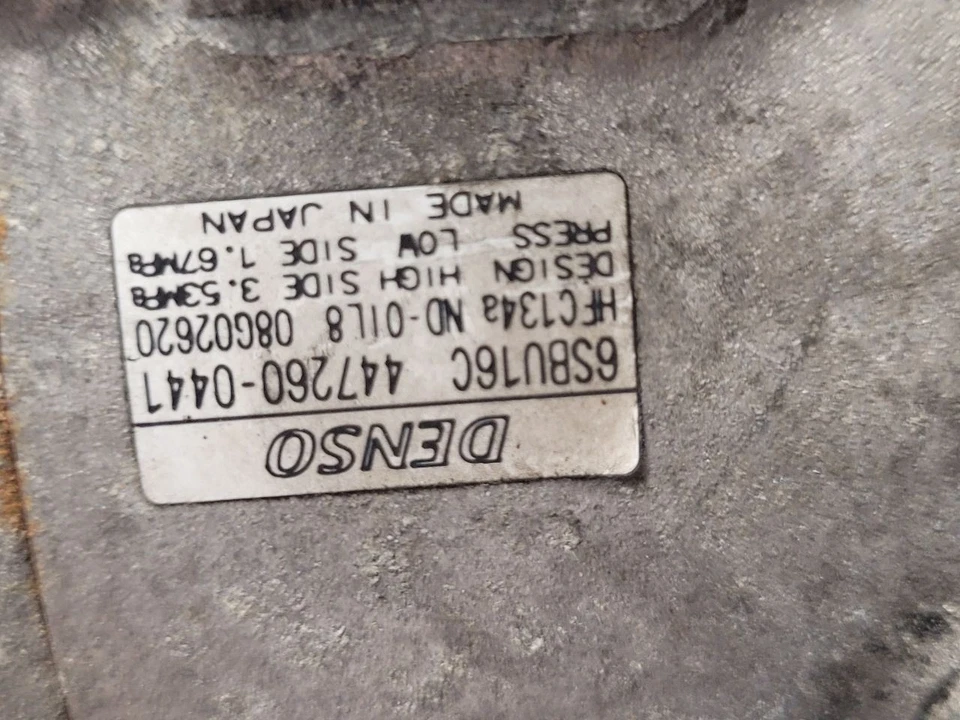 DENSO
6SBU16C 447260-0441
HFC134a ND-OIL8 08G02620
DESIGN HIGH SIDE 3.53MPa
PRESS LOW SIDE 1.67MPa
MADE IN JAPAN